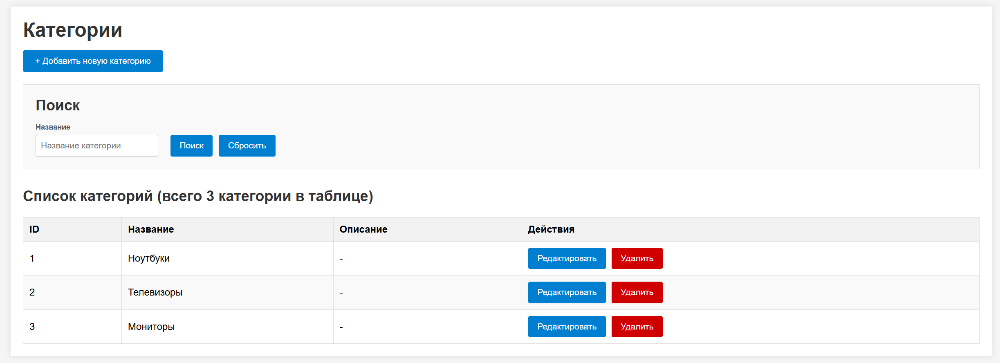 Категории
+ Добавить новую категорию
Поиск
Название
Название категории Поиск Сбросить
Список категорий (всего 3 категории в таблице)
ID Название Описание Действия
1 Ноутбуки - Редактировать Удалить
2 Телевизоры - Редактировать Удалить
3 Мониторы - Редактировать Удалить